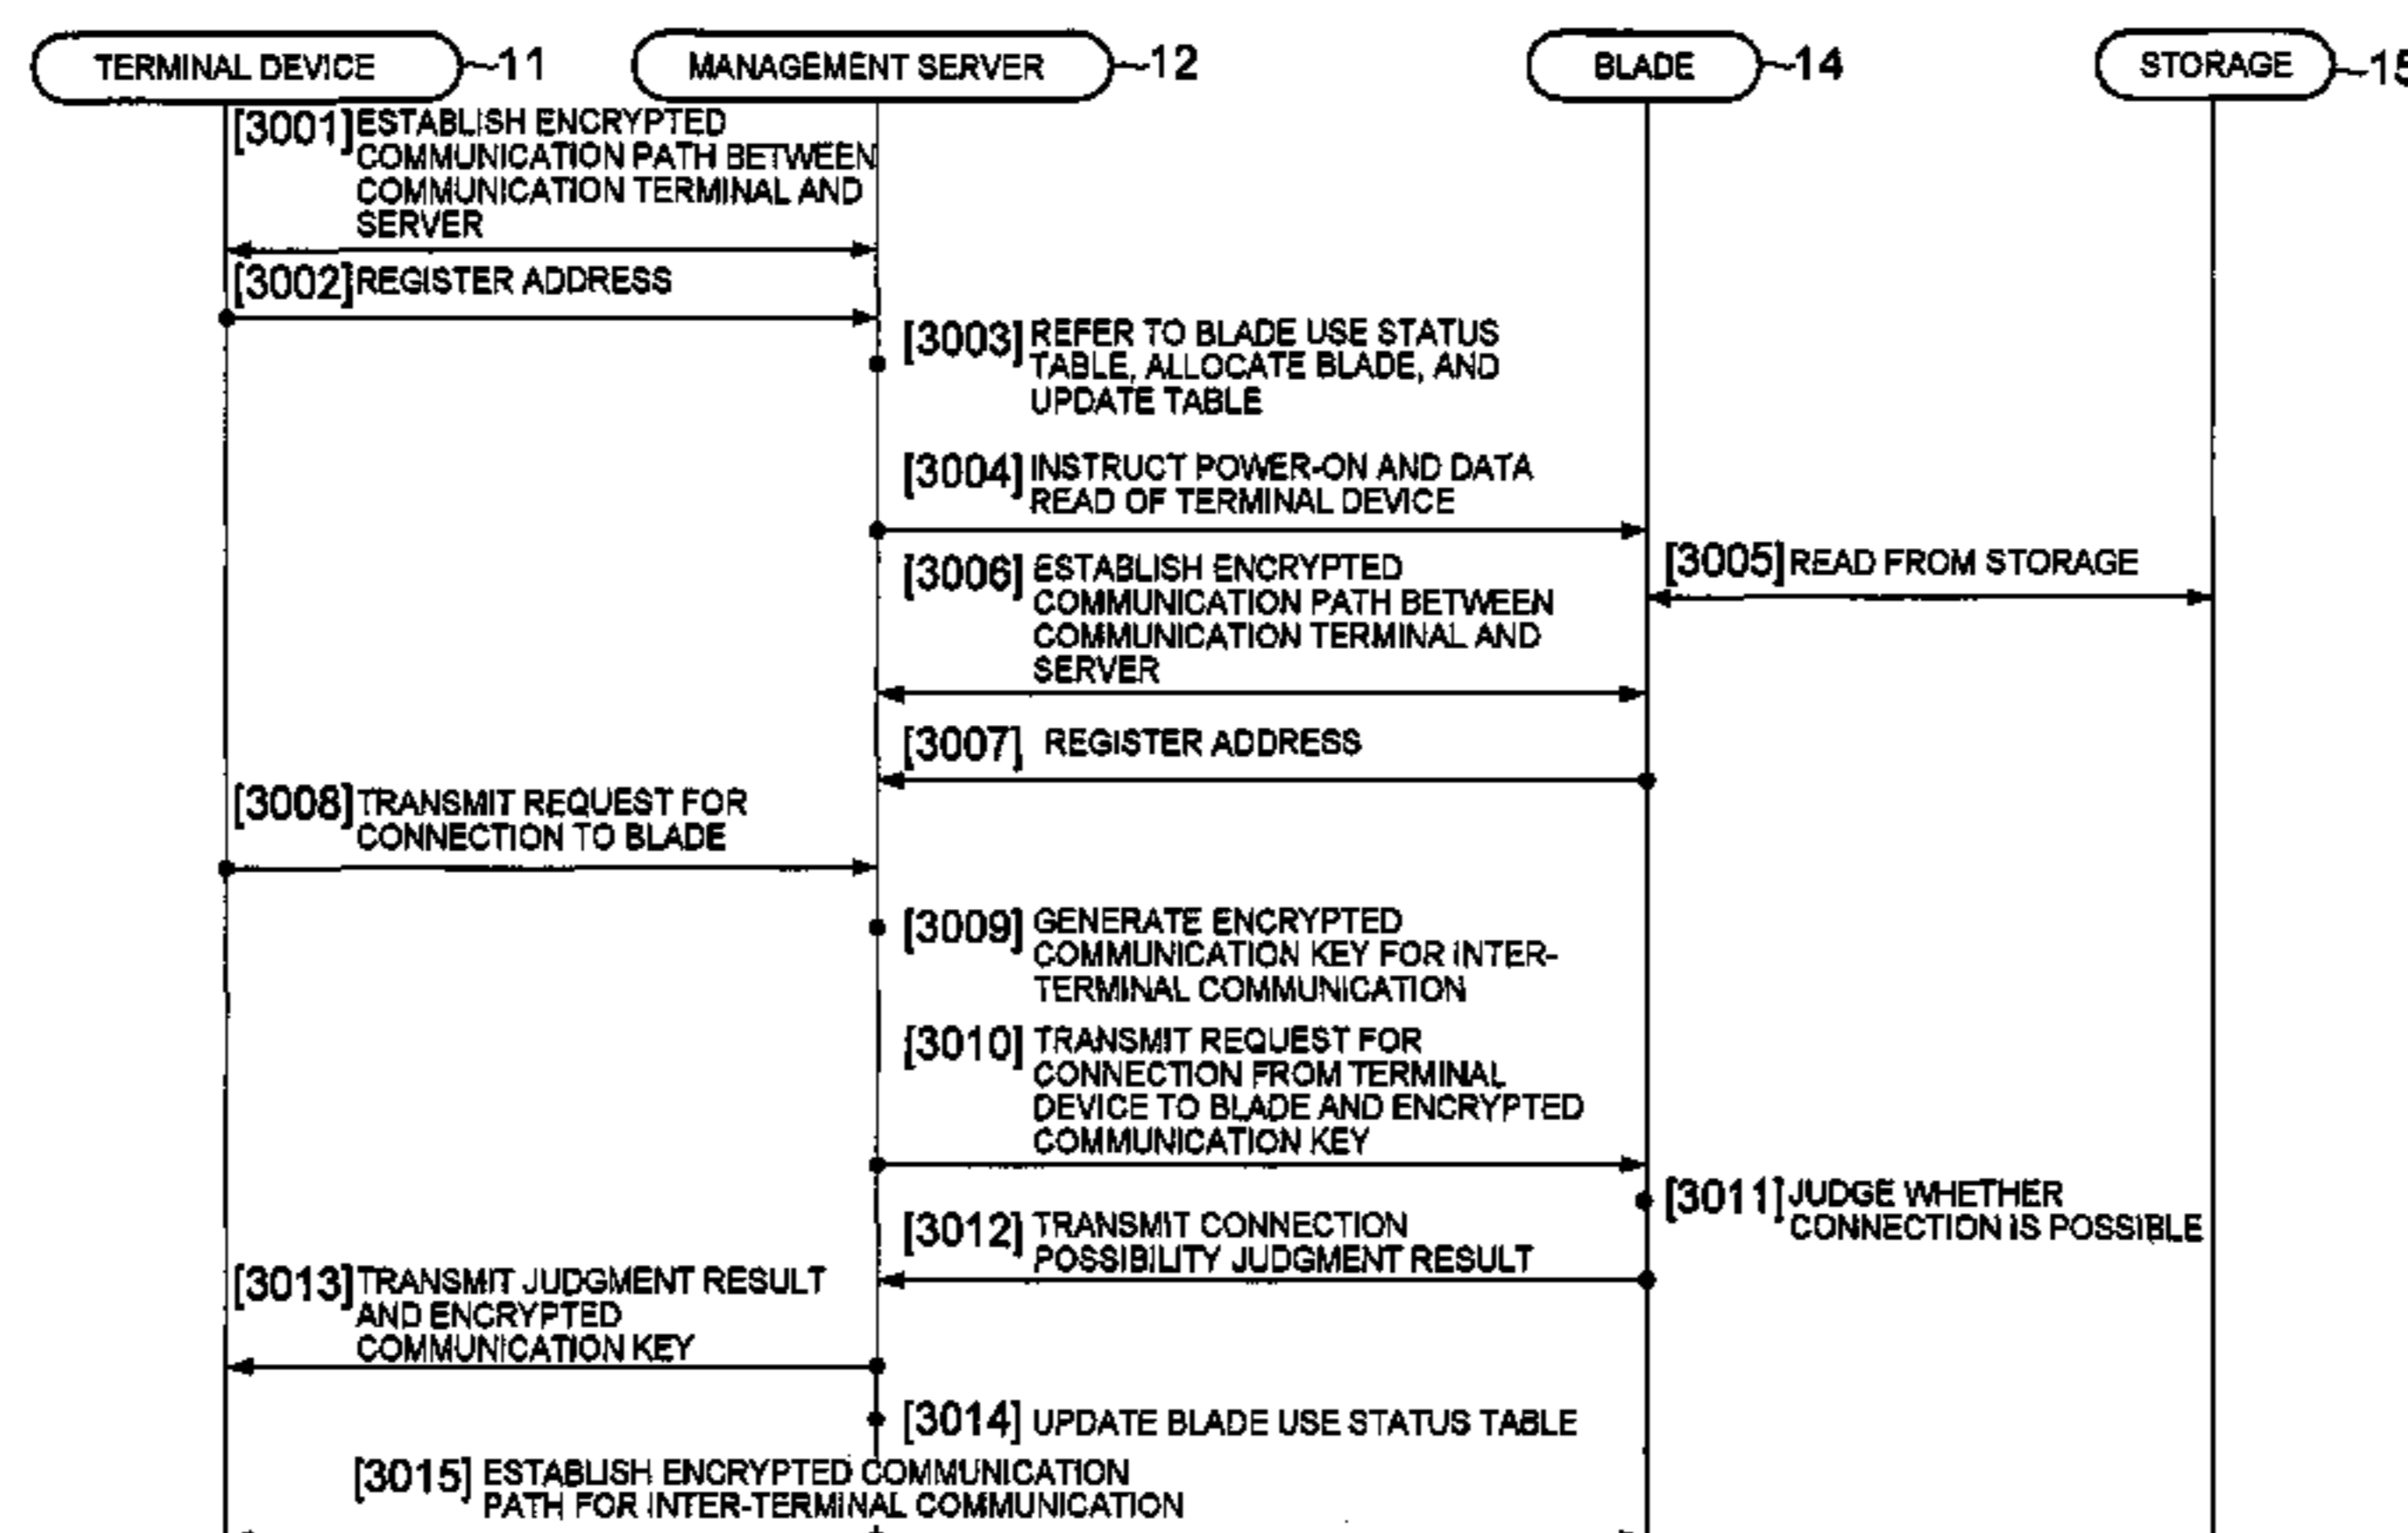 TERMINAL DEVICE ~11
MANAGEMENT SERVER ~12
BLADE ~14
STORAGE ~15
[3001] ESTABLISH ENCRYPTED
COMMUNICATION PATH BETWEEN
COMMUNICATION TERMINAL AND
SERVER
[3002] REGISTER ADDRESS
[3003] REFER TO BLADE USE STATUS
TABLE, ALLOCATE BLADE, AND
UPDATE TABLE
[3004] INSTRUCT POWER-ON AND DATA
READ OF TERMINAL DEVICE
[3005] READ FROM STORAGE
[3006] ESTABLISH ENCRYPTED
COMMUNICATION PATH BETWEEN
COMMUNICATION TERMINAL AND
SERVER
[3007] REGISTER ADDRESS
[3008] TRANSMIT REQUEST FOR
CONNECTION TO BLADE
[3009] GENERATE ENCRYPTED
COMMUNICATION KEY FOR INTER-
TERMINAL COMMUNICATION
[3010] TRANSMIT REQUEST FOR
CONNECTION FROM TERMINAL
DEVICE TO BLADE AND ENCRYPTED
COMMUNICATION KEY
[3011] JUDGE WHETHER
CONNECTION IS POSSIBLE
[3012] TRANSMIT CONNECTION
POSSIBILITY JUDGMENT RESULT
[3013] TRANSMIT JUDGMENT RESULT
AND ENCRYPTED
COMMUNICATION KEY
[3014] UPDATE BLADE USE STATUS TABLE
[3015] ESTABLISH ENCRYPTED COMMUNICATION
PATH FOR INTER-TERMINAL COMMUNICATION